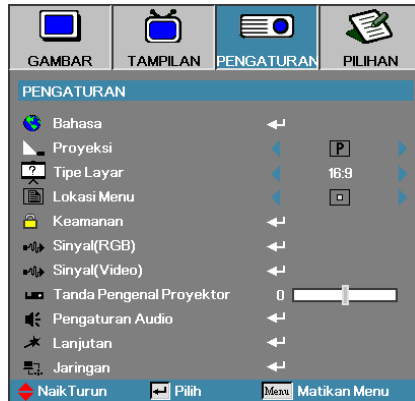 GAMBAR TAMPILAN PENGATURAN PILIHAN
PENGATURAN
Bahasa
Proyeksi P
Tipe Layar 16:9
Lokasi Menu
Keamanan
Sinyal(RGB)
Sinyal(Video)
Tanda Pengenal Proyektor 0
Pengaturan Audio
Lanjutan
Jaringan
NaikTurun Pilih Menu Matikan Menu